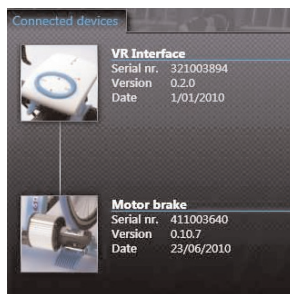 Connected devices
VR Interface
Serial nr. 321003894
Version 0.2.0
Date 1/01/2010
Motor brake
Serial nr. 411003640
Version 0.10.7
Date 23/06/2010